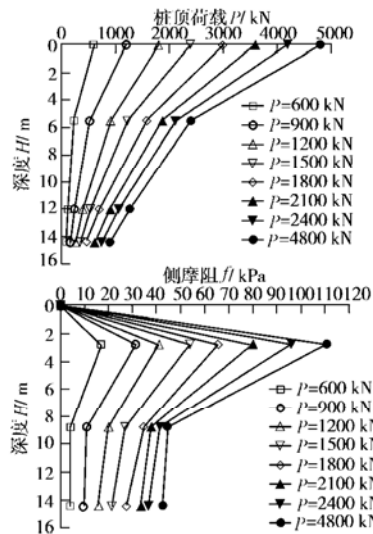 桩顶荷载P/ kN
0 1000 2000 3000 4000 5000
0
2
4
6
8
10
12
14
16
深度H/ m
P=600 kN
P=900 kN
P=1200 kN
P=1500 kN
P=1800 kN
P=2100 kN
P=2400 kN
P=4800 kN
侧摩阻f/ kPa
0 10 20 30 40 50 60 70 80 90 100 110 120
2
4
6
8
10
12
14
16
深度H/ m
P=600 kN
P=900 kN
P=1200 kN
P=1500 kN
P=1800 kN
P=2100 kN
P=2400 kN
P=4800 kN